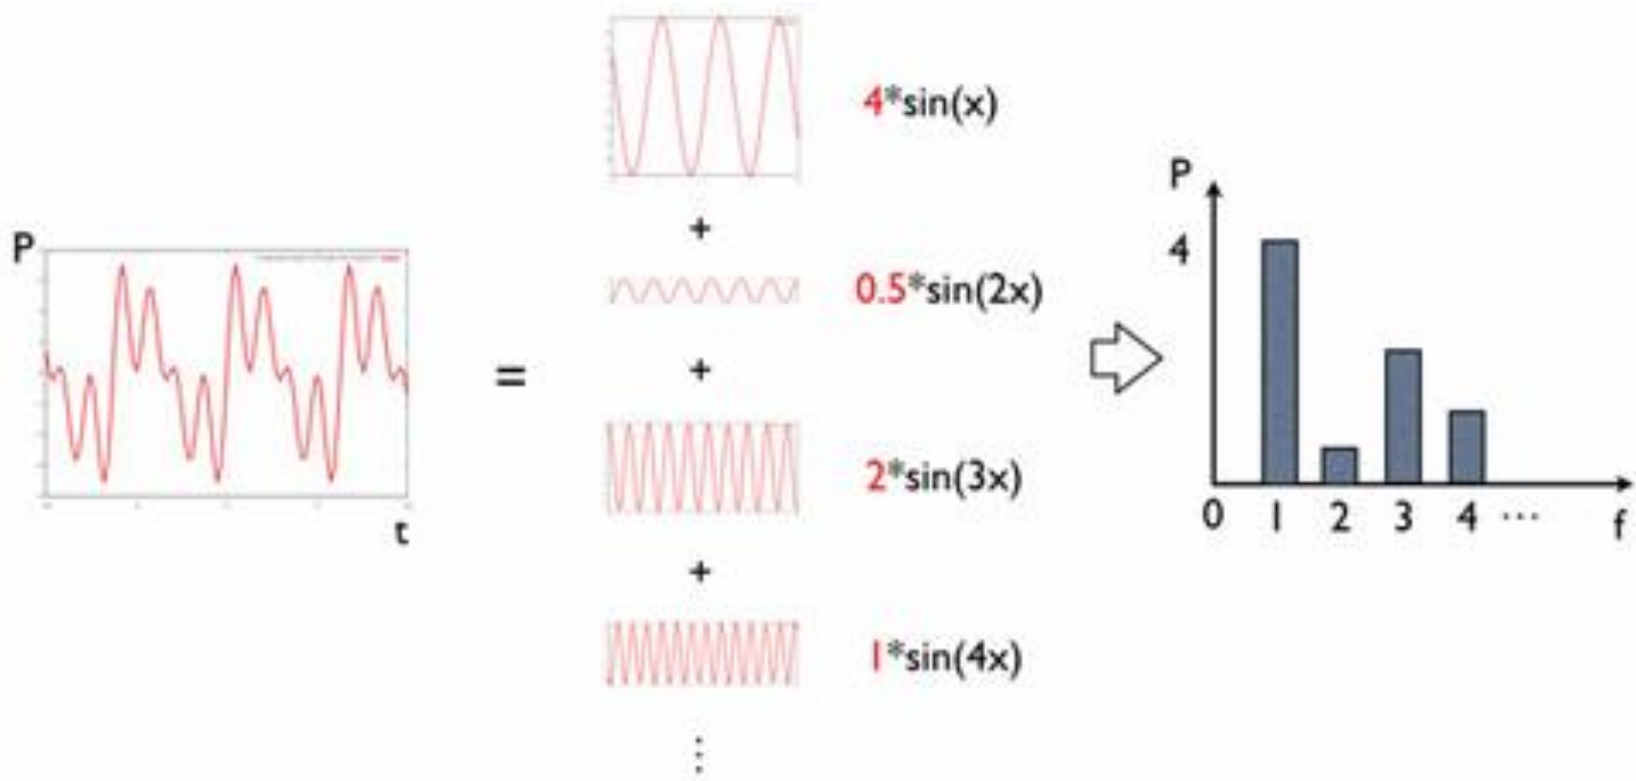 P
t
=
4*sin(x)
+
0.5*sin(2x)
+
2*sin(3x)
+
1*sin(4x)
⋮
P
4
0 1 2 3 4 ... f